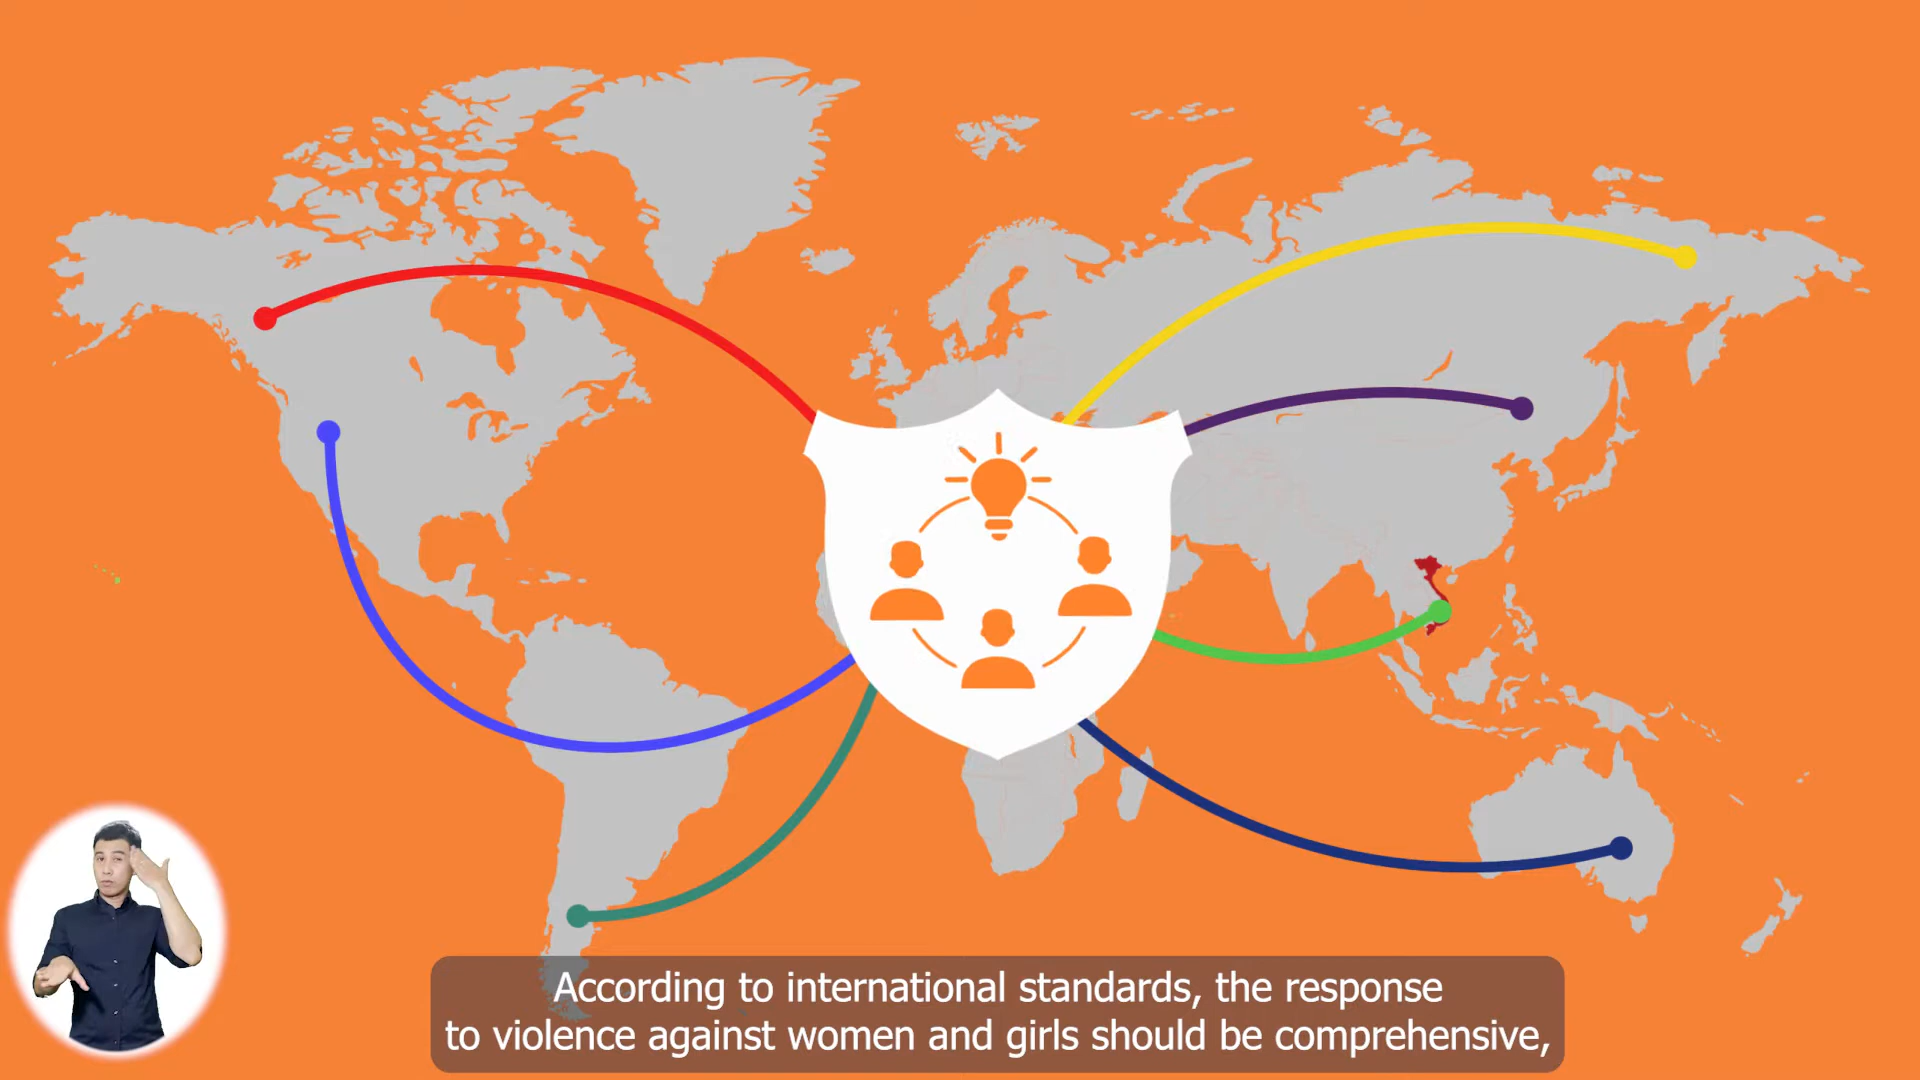 According to international standards, the response
to violence against women and girls should be comprehensive,